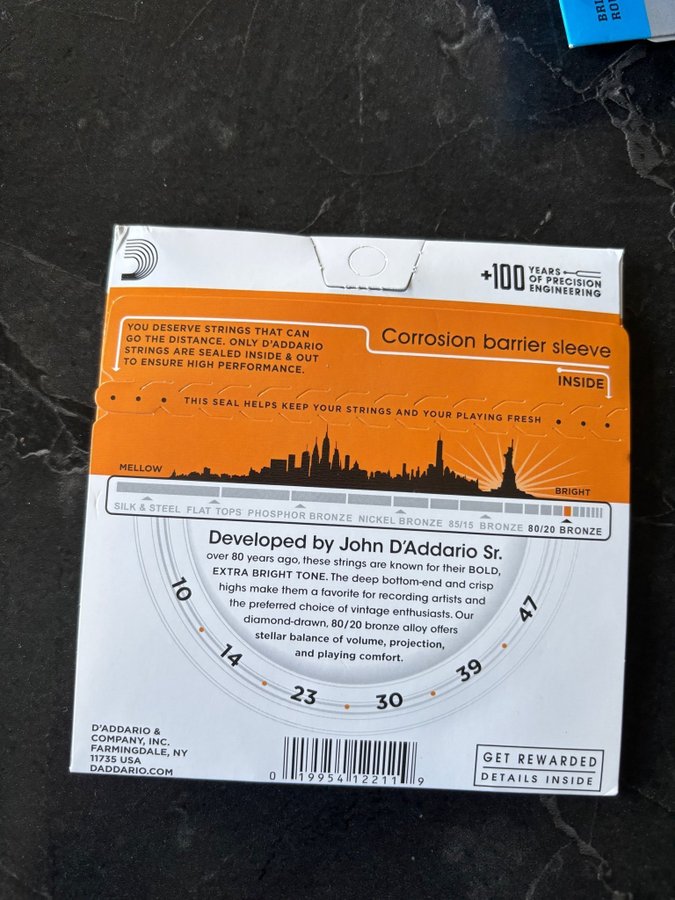 BRI
ROU
+100 YEARS OF PRECISION ENGINEERING
YOU DESERVE STRINGS THAT CAN
GO THE DISTANCE. ONLY D'ADDARIO
STRINGS ARE SEALED INSIDE & OUT
TO ENSURE HIGH PERFORMANCE.
Corrosion barrier sleeve
INSIDE
THIS SEAL HELPS KEEP YOUR STRINGS AND YOUR PLAYING FRESH
MELLOW
BRIGHT
SILK & STEEL FLAT TOPS PHOSPHOR BRONZE NICKEL BRONZE 85/15 BRONZE 80/20 BRONZE
Developed by John D'Addario Sr.
over 80 years ago, these strings are known for their BOLD,
EXTRA BRIGHT TONE. The deep bottom-end and crisp
highs make them a favorite for recording artists and
the preferred choice of vintage enthusiasts. Our
diamond-drawn, 80/20 bronze alloy offers
stellar balance of volume, projection,
and playing comfort.
10 • 14 • 23 • 30 • 39 • 47
D'ADDARIO &
COMPANY, INC.
FARMINGDALE, NY
11735 USA
DADDARIO.COM
0 19954 12211 9
GET REWARDED
DETAILS INSIDE